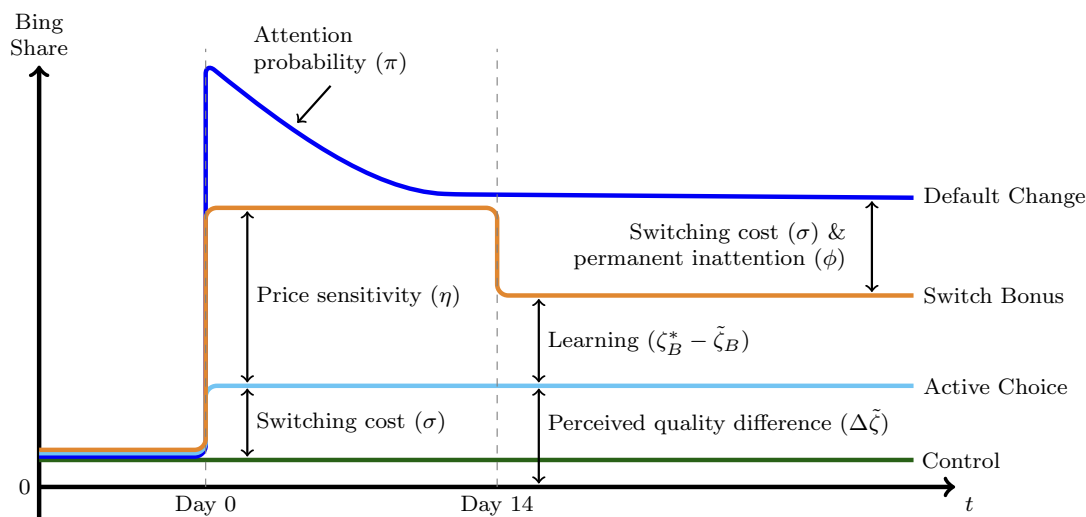 Bing
Share
Attention
probability (π)
Default Change
Switching cost (σ) &
permanent inattention (ϕ)
Price sensitivity (η)
Switch Bonus
Learning (ζ*_B − ζ̃_B)
Active Choice
Switching cost (σ)
Perceived quality difference (Δζ̃)
Control
0
Day 0
Day 14
t